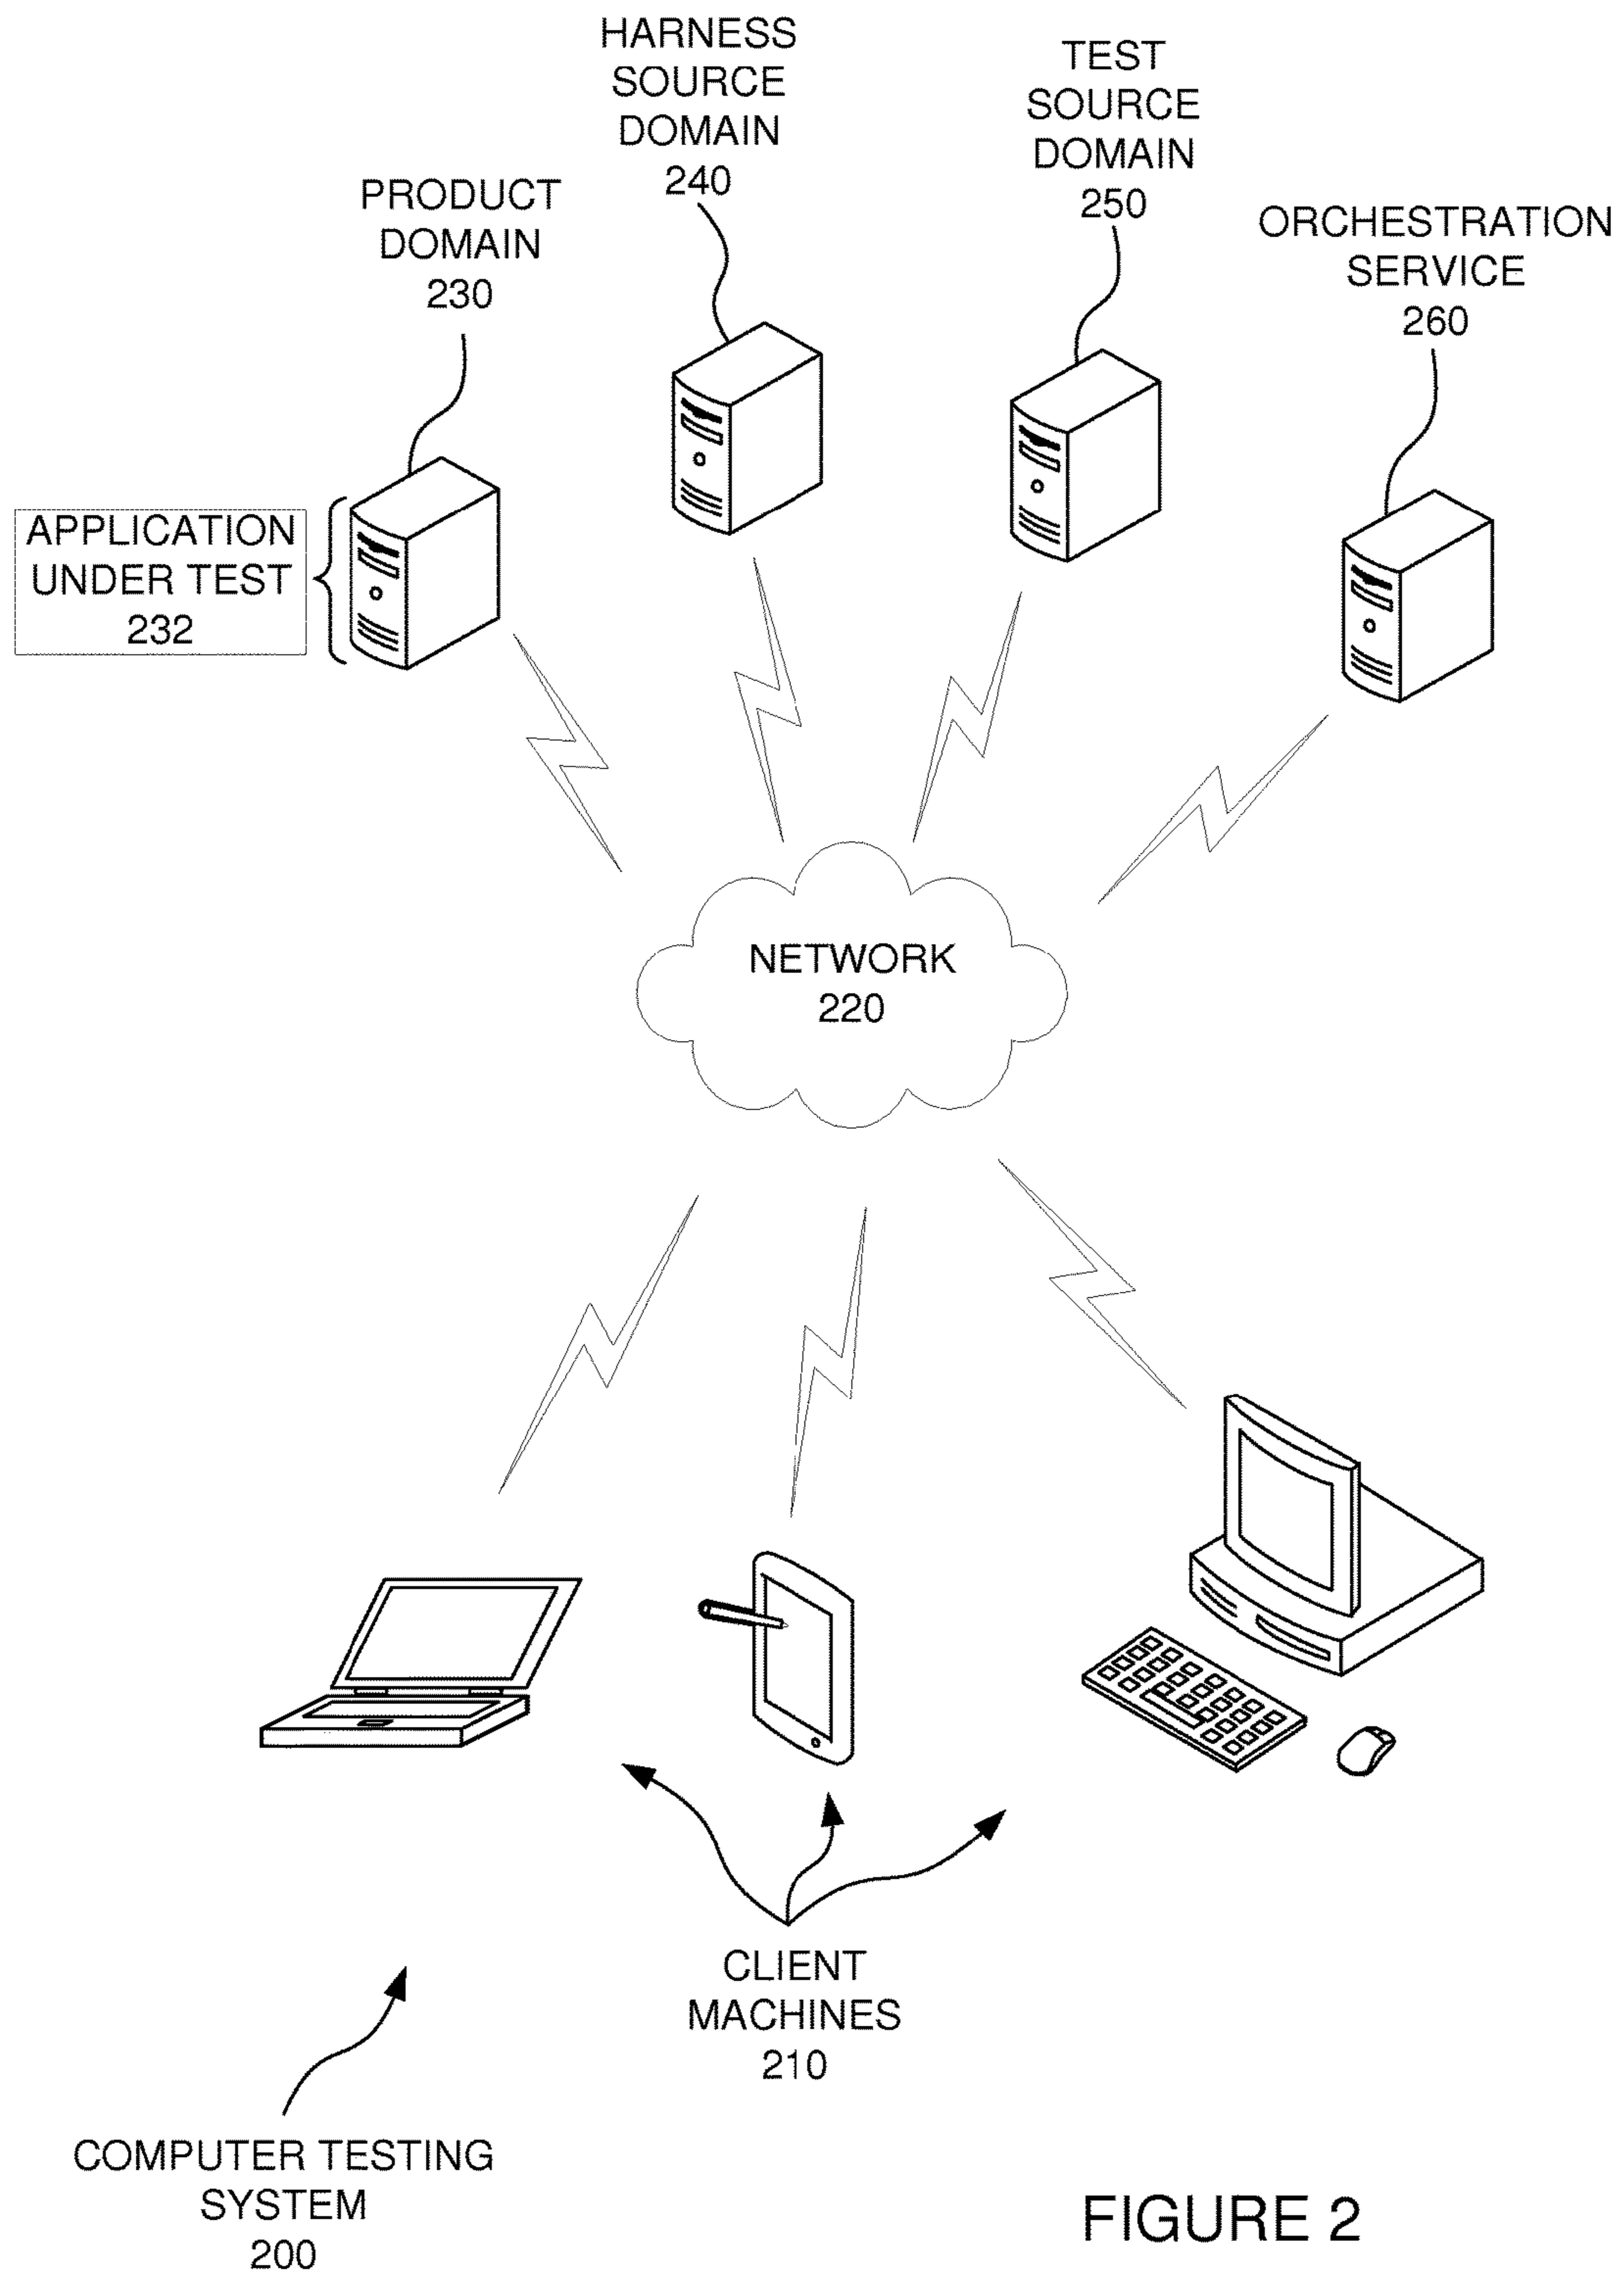 HARNESS
SOURCE
DOMAIN
240
TEST
SOURCE
DOMAIN
250
PRODUCT
DOMAIN
230
ORCHESTRATION
SERVICE
260
APPLICATION
UNDER TEST
232
NETWORK
220
CLIENT
MACHINES
210
COMPUTER TESTING
SYSTEM
200
FIGURE 2